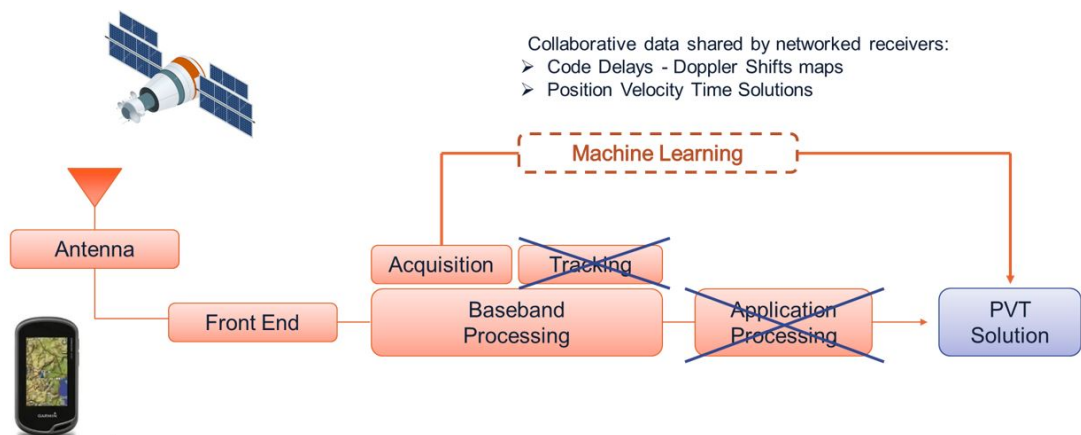 Collaborative data shared by networked receivers:
➢ Code Delays - Doppler Shifts maps
➢ Position Velocity Time Solutions
Machine Learning
Antenna
Acquisition
Tracking
Front End
Baseband
Processing
Application
Processing
PVT
Solution
GARMIN